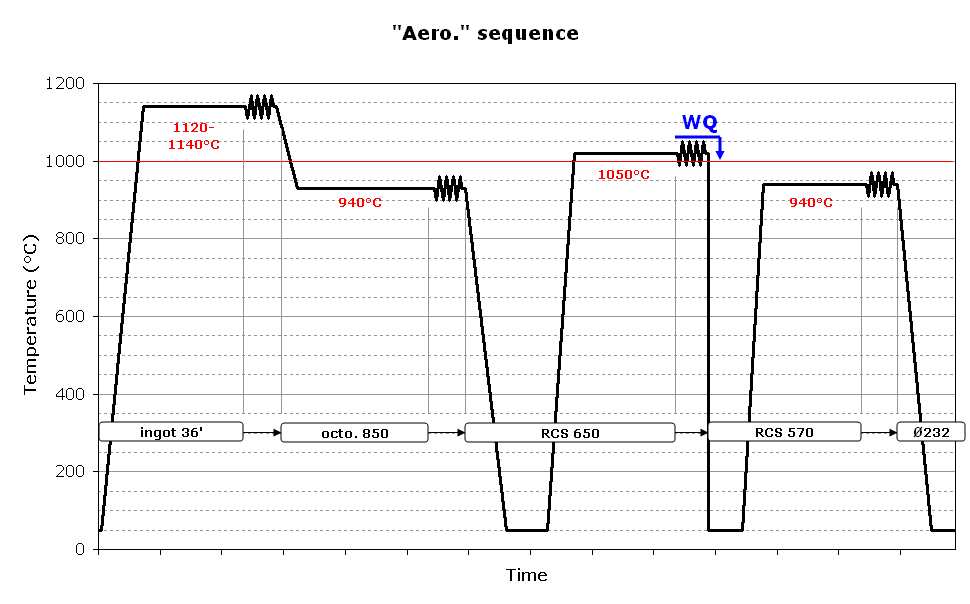 "Aero." sequence
Temperature (°C)
1200
1000
800
600
400
200
0
1120-
1140°C
940°C
1050°C
WQ
940°C
ingot 36'
octo. 850
RCS 650
RCS 570
Ø232
Time